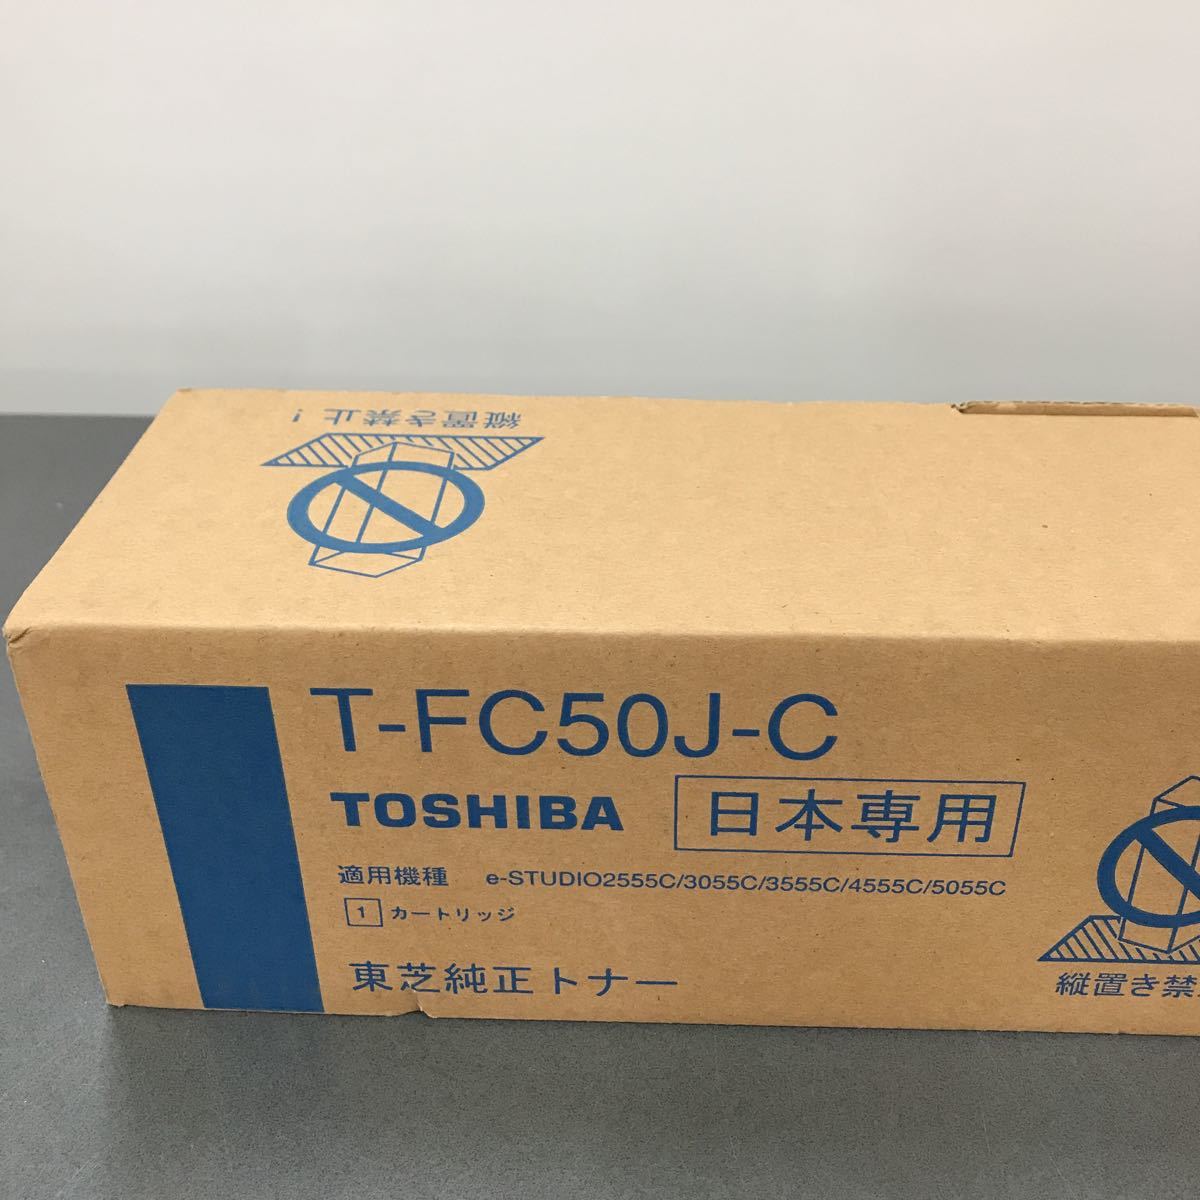 縦置き禁止！
T-FC50J-C
TOSHIBA 日本専用
適用機種 e-STUDIO2555C/3055C/3555C/4555C/5055C
1 カートリッジ
東芝純正トナー
縦置き禁